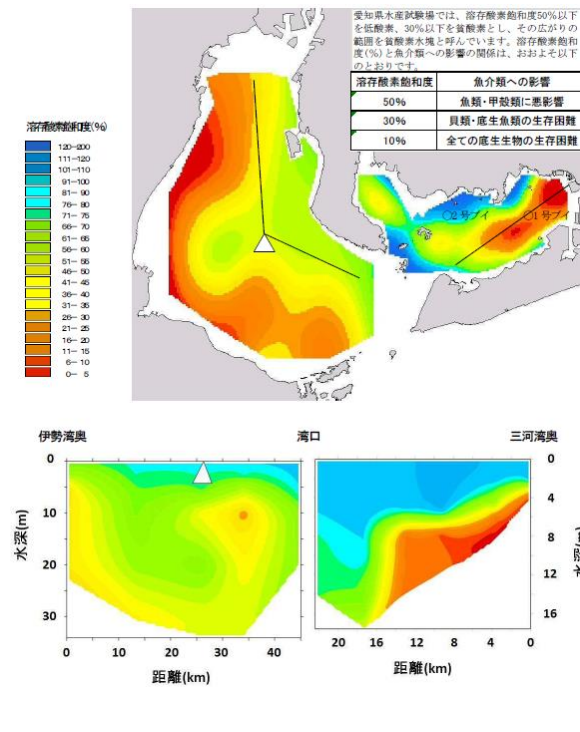 愛知県水産試験場では、溶存酸素飽和度50%以下
を低酸素、30%以下を貧酸素とし、その広がりの
範囲を貧酸素水塊と呼んでいます。溶存酸素飽和
度(%)と魚介類への影響の関係は、おおよそ以下
のとおりです。
溶存酸素飽和度 魚介類への影響
50% 魚類・甲殻類に悪影響
30% 貝類・底生魚類の生存困難
10% 全ての底生生物の生存困難
溶存酸素飽和度(%)
120-200
111-120
101-110
91-100
81- 90
76- 80
71- 75
66- 70
61- 65
56- 60
51- 55
46- 50
41- 45
36- 40
31- 35
26- 30
21- 25
16- 20
11- 15
6- 10
0- 5
○2号ブイ
○1号ブイ
伊勢湾奥 湾口 三河湾奥
0
10
20
30
水深(m)
0 10 20 30 40
距離(km)
0
4
8
12
16
水深(m)
20 16 12 8 4 0
距離(km)